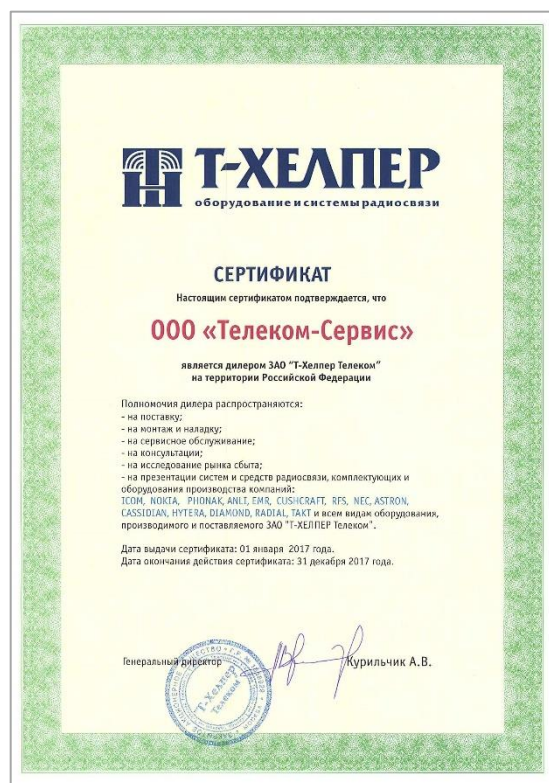 Т-ХЕЛПЕР
оборудование и системы радиосвязи
СЕРТИФИКАТ
Настоящим сертификатом подтверждается, что
ООО «Телеком-Сервис»
является дилером ЗАО "Т-Хелпер Телеком"
на территории Российской Федерации
Полномочия дилера распространяются:
- на поставку;
- на монтаж и наладку;
- на сервисное обслуживание;
- на консультации;
- на исследование рынка сбыта;
- на презентации систем и средств радиосвязи, комплектующих и
оборудования производства компаний:
ICOM, NOKIA, PHONAK, ANLI, EMR, CUSHCRAFT, RFS, NEC, ASTRON,
CASSIDIAN, HYTERA, DIAMOND, RADIAL, TAKT и всем видам оборудования,
производимого и поставляемого ЗАО "Т-ХЕЛПЕР Телеком".
Дата выдачи сертификата: 01 января 2017 года.
Дата окончания действия сертификата: 31 декабря 2017 года.
Генеральный директор
Курильчик А.В.
Т-Хелпер
Телеком